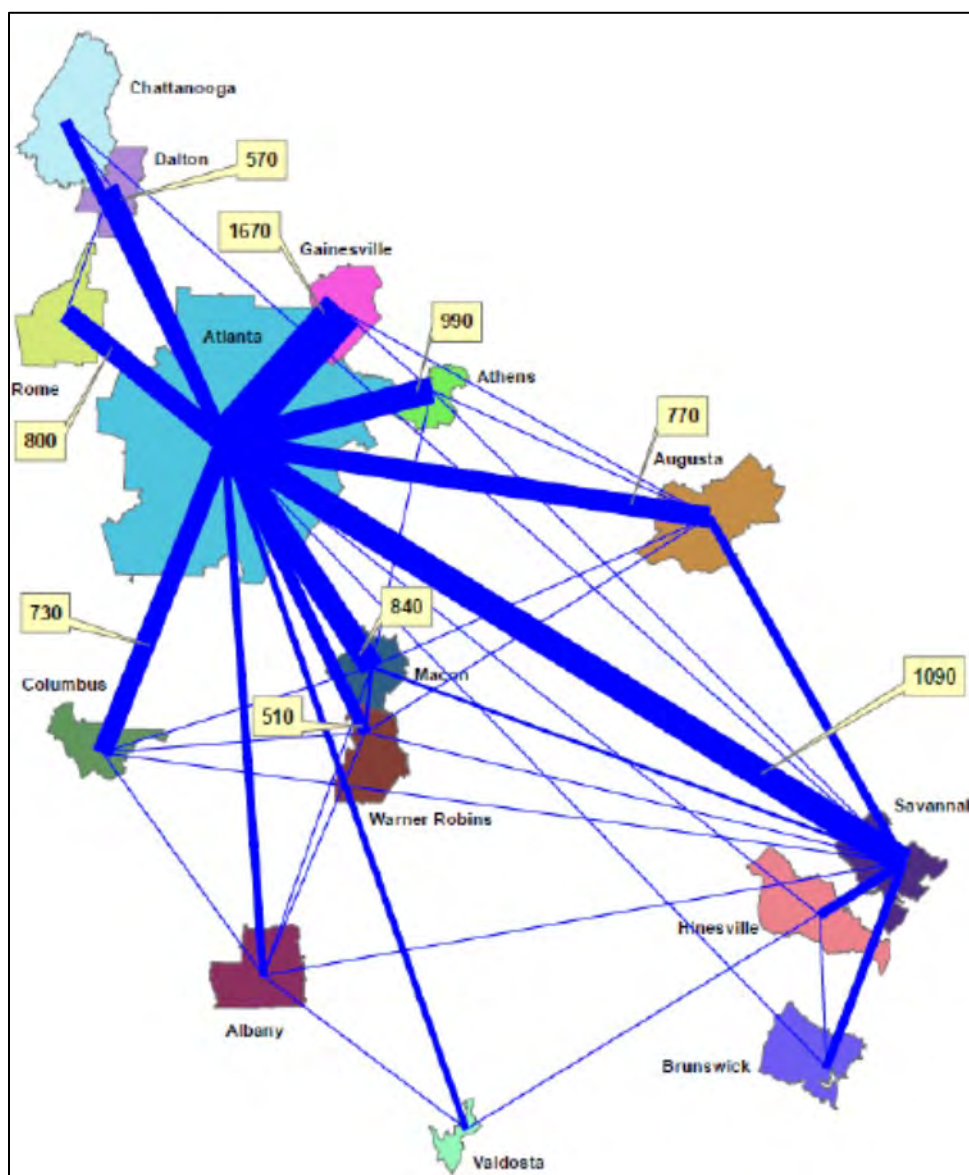 Chattanooga
Dalton
570
1670
Gainesville
990
Atlanta
Athens
Rome
800
770
Augusta
730
840
Columbus
Macon
1090
510
Savannah
Warner Robins
Hinesville
Albany
Brunswick
Valdosta